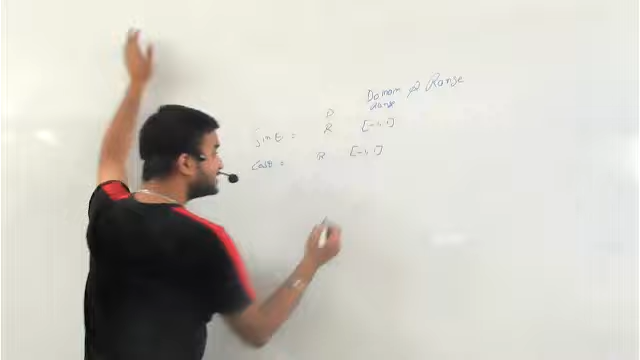 Domain & Range
D Range
sin θ = R [-1, 1]
cos θ = R [-1, 1]